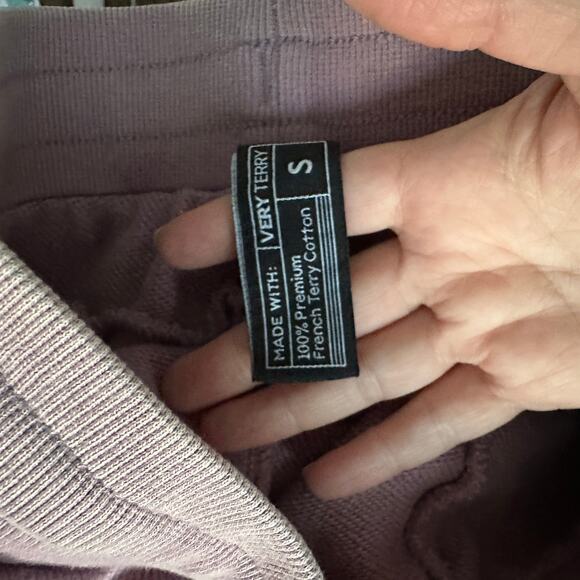 MADE WITH: VERY TERRY S
100% Premium
French Terry Cotton